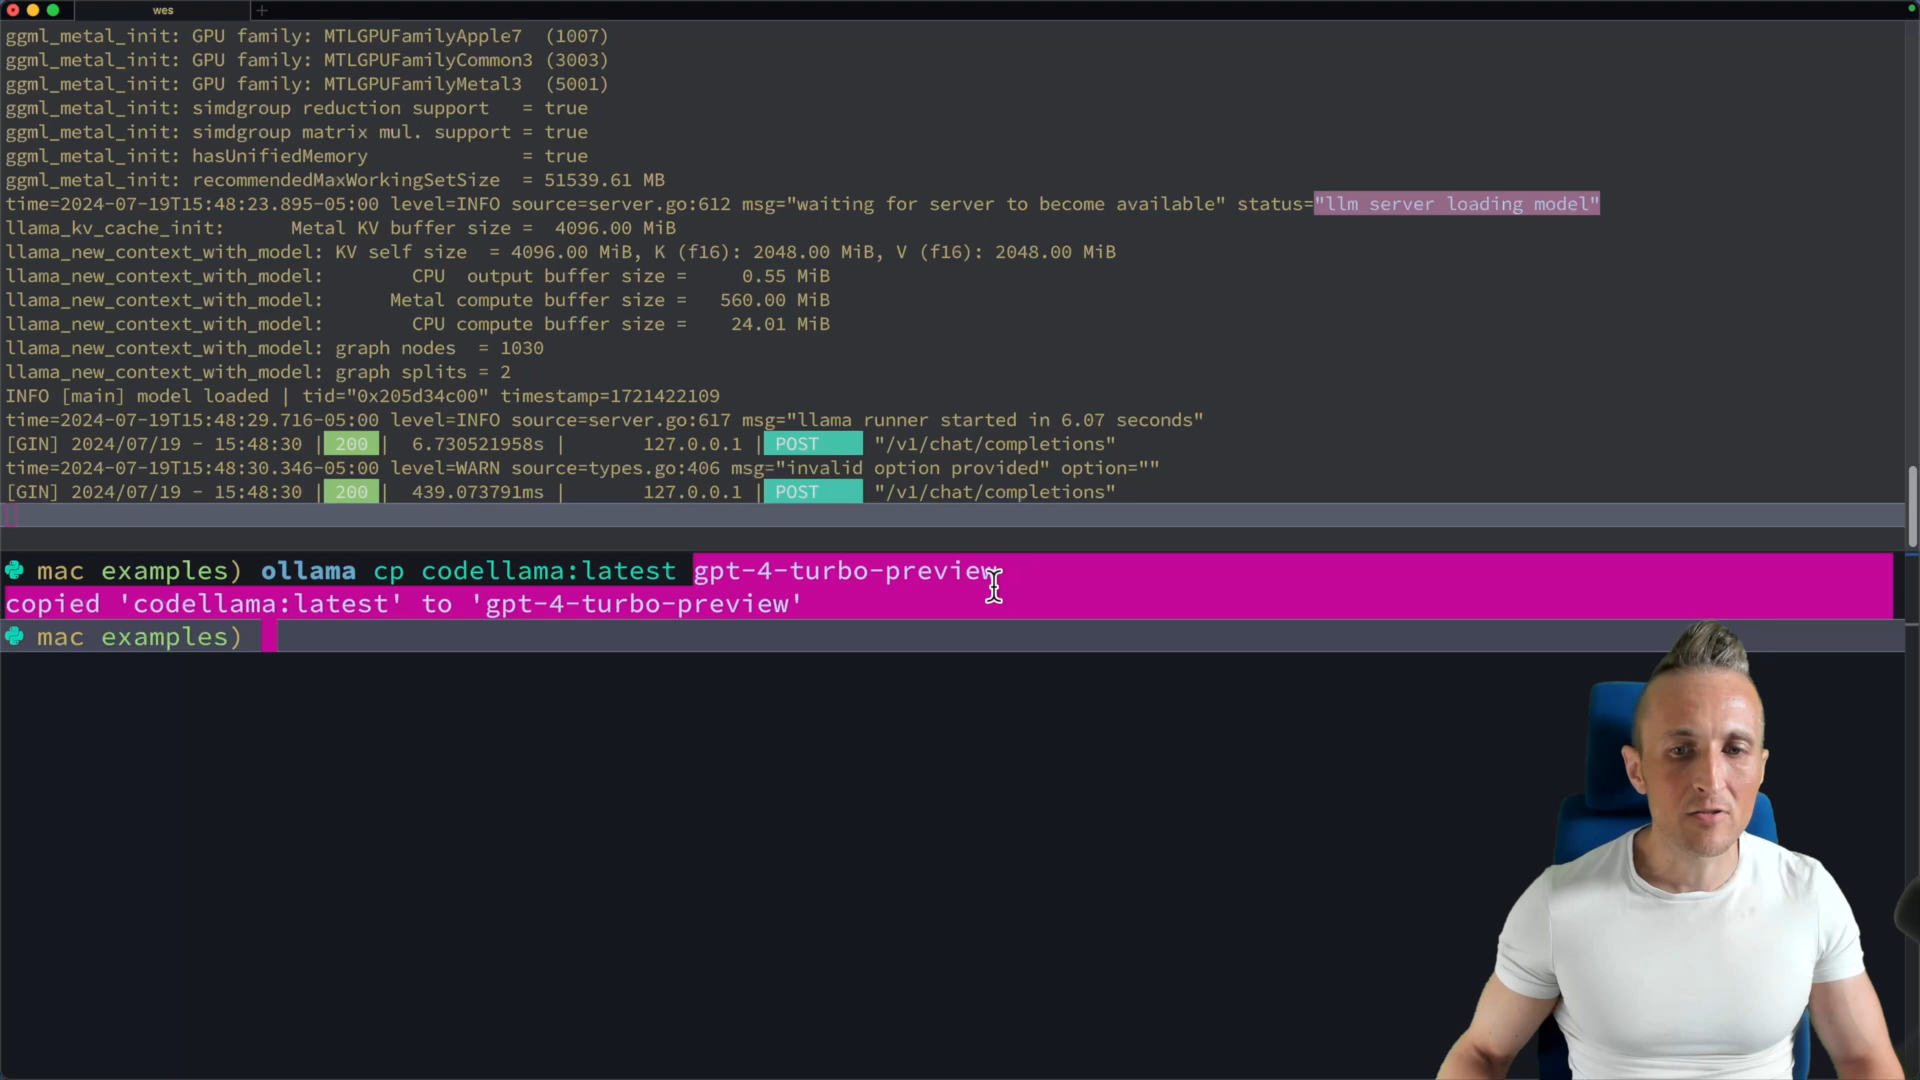 wes
ggml_metal_init: GPU family: MTLGPUFamilyApple7  (1007)
ggml_metal_init: GPU family: MTLGPUFamilyCommon3 (3003)
ggml_metal_init: GPU family: MTLGPUFamilyMetal3  (5001)
ggml_metal_init: simdgroup reduction support   = true
ggml_metal_init: simdgroup matrix mul. support = true
ggml_metal_init: hasUnifiedMemory              = true
ggml_metal_init: recommendedMaxWorkingSetSize  = 51539.61 MB
time=2024-07-19T15:48:23.895-05:00 level=INFO source=server.go:612 msg="waiting for server to become available" status="llm server loading model"
llama_kv_cache_init:      Metal KV buffer size =  4096.00 MiB
llama_new_context_with_model: KV self size  = 4096.00 MiB, K (f16): 2048.00 MiB, V (f16): 2048.00 MiB
llama_new_context_with_model:        CPU  output buffer size =     0.55 MiB
llama_new_context_with_model:      Metal compute buffer size =   560.00 MiB
llama_new_context_with_model:        CPU compute buffer size =    24.01 MiB
llama_new_context_with_model: graph nodes  = 1030
llama_new_context_with_model: graph splits = 2
INFO [main] model loaded | tid="0x205d34c00" timestamp=1721422109
time=2024-07-19T15:48:29.716-05:00 level=INFO source=server.go:617 msg="llama runner started in 6.07 seconds"
[GIN] 2024/07/19 - 15:48:30 | 200 |  6.730521958s |       127.0.0.1 | POST     "/v1/chat/completions"
time=2024-07-19T15:48:30.346-05:00 level=WARN source=types.go:406 msg="invalid option provided" option=""
[GIN] 2024/07/19 - 15:48:30 | 200 |  439.073791ms |       127.0.0.1 | POST     "/v1/chat/completions"
mac examples) ollama cp codellama:latest gpt-4-turbo-preview
copied 'codellama:latest' to 'gpt-4-turbo-preview'
mac examples)